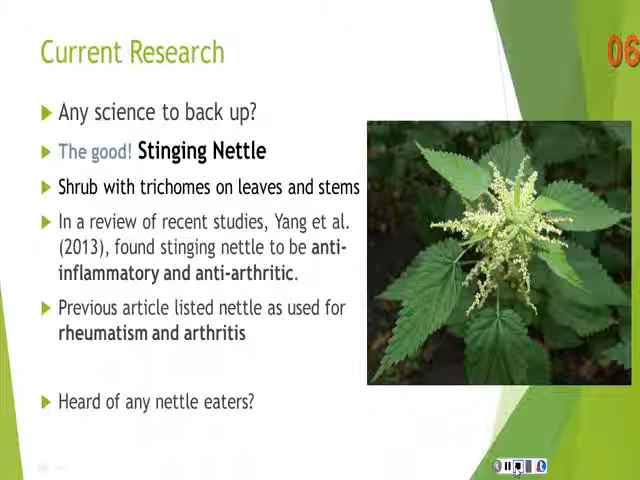 Current Research
06
Any science to back up?
The good! Stinging Nettle
Shrub with trichomes on leaves and stems
In a review of recent studies, Yang et al.
(2013), found stinging nettle to be anti-
inflammatory and anti-arthritic.
Previous article listed nettle as used for
rheumatism and arthritis
Heard of any nettle eaters?